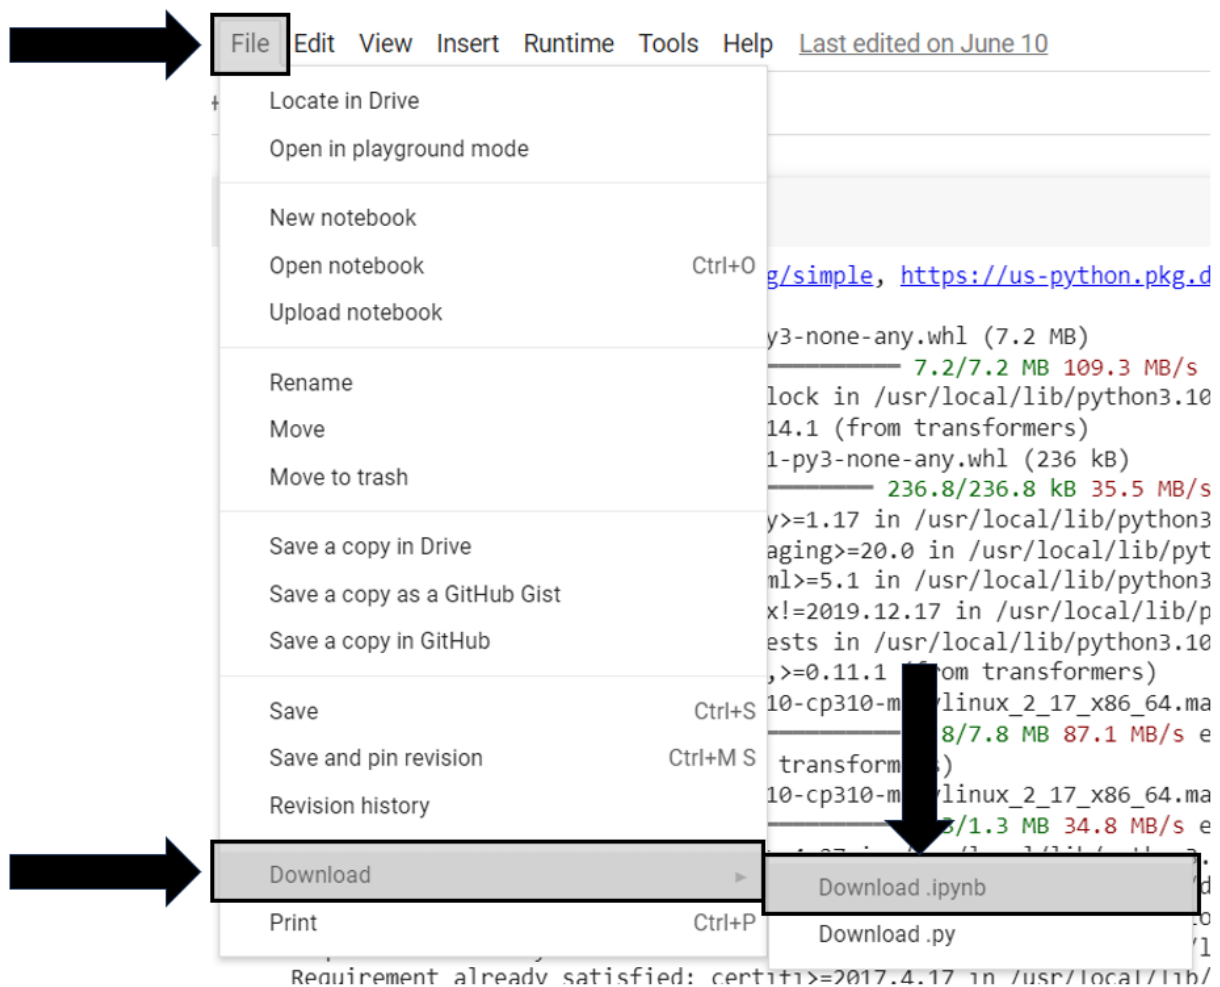 File Edit View Insert Runtime Tools Help Last edited on June 10
Locate in Drive
Open in playground mode
New notebook
Open notebook Ctrl+O
g/simple, https://us-python.pkg.d
Upload notebook
y3-none-any.whl (7.2 MB)
7.2/7.2 MB 109.3 MB/s
Rename
lock in /usr/local/lib/python3.10
Move
14.1 (from transformers)
1-py3-none-any.whl (236 kB)
Move to trash
236.8/236.8 kB 35.5 MB/s
y>=1.17 in /usr/local/lib/python3
Save a copy in Drive
aging>=20.0 in /usr/local/lib/pyt
ml>=5.1 in /usr/local/lib/python3
Save a copy as a GitHub Gist
x!=2019.12.17 in /usr/local/lib/p
Save a copy in GitHub
ests in /usr/local/lib/python3.10
,>=0.11.1 om transformers)
Save Ctrl+S
10-cp310-m linux_2_17_x86_64.ma
8/7.8 MB 87.1 MB/s e
Save and pin revision Ctrl+M S
transform )
Revision history
10-cp310-m linux_2_17_x86_64.ma
3/1.3 MB 34.8 MB/s e
Download
Download .ipynb
Print Ctrl+P
Download .py
Requirement already satisfied: certifi>=2017.4.17 in /usr/local/lib/